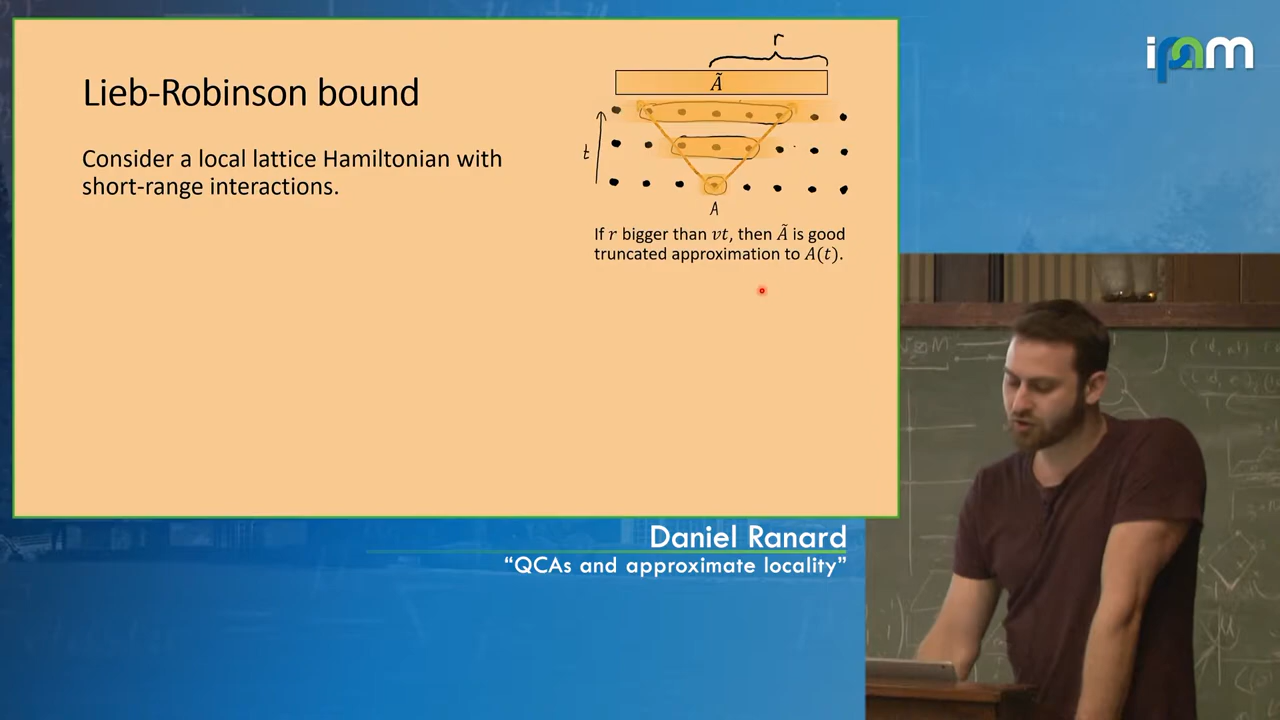 Lieb-Robinson bound
Consider a local lattice Hamiltonian with
short-range interactions.
r
Ã
t
A
If r bigger than vt, then Ã is good
truncated approximation to A(t).
ipam
Daniel Ranard
“QCAs and approximate locality”